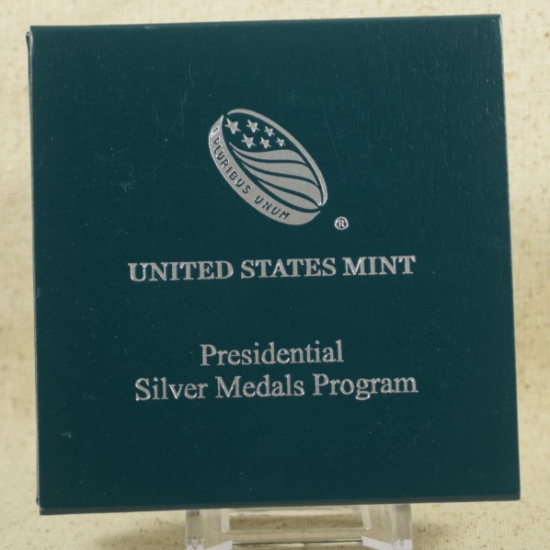 E PLURIBUS UNUM
®
UNITED STATES MINT
Presidential
Silver Medals Program